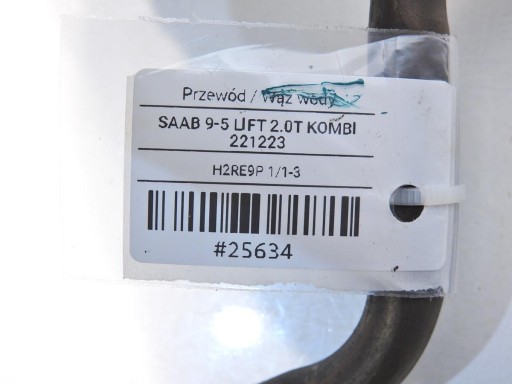 Przewód / Wąż wody
SAAB 9-5 LIFT 2.0T KOMBI
221223
H2RE9P 1/1-3
#25634